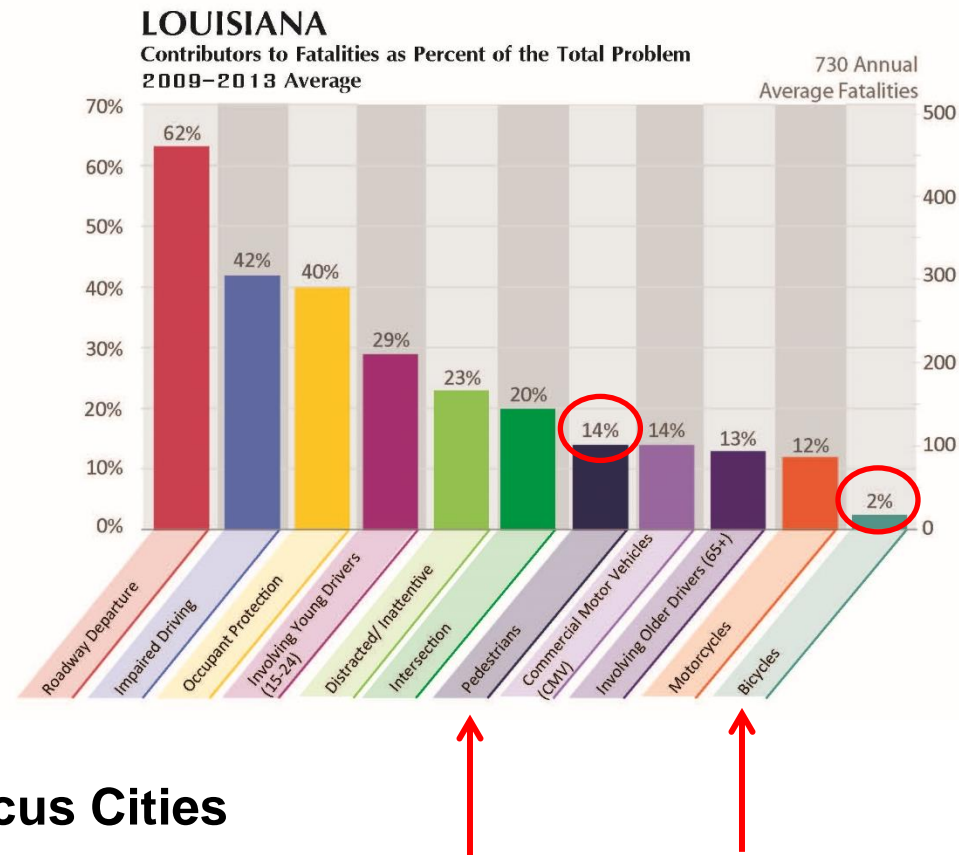 LOUISIANA
Contributors to Fatalities as Percent of the Total Problem
2009–2013 Average
730 Annual
Average Fatalities
70%
60%
50%
40%
30%
20%
10%
0%
500
400
300
200
100
0
62%
42%
40%
29%
23%
20%
14%
14%
13%
12%
2%
Roadway Departure
Impaired Driving
Occupant Protection
Involving Young Drivers
(15-24)
Distracted/ Inattentive
Intersection
Pedestrians
Commercial Motor Vehicles
(CMV)
Involving Older Drivers (65+)
Motorcycles
Bicycles
cus Cities